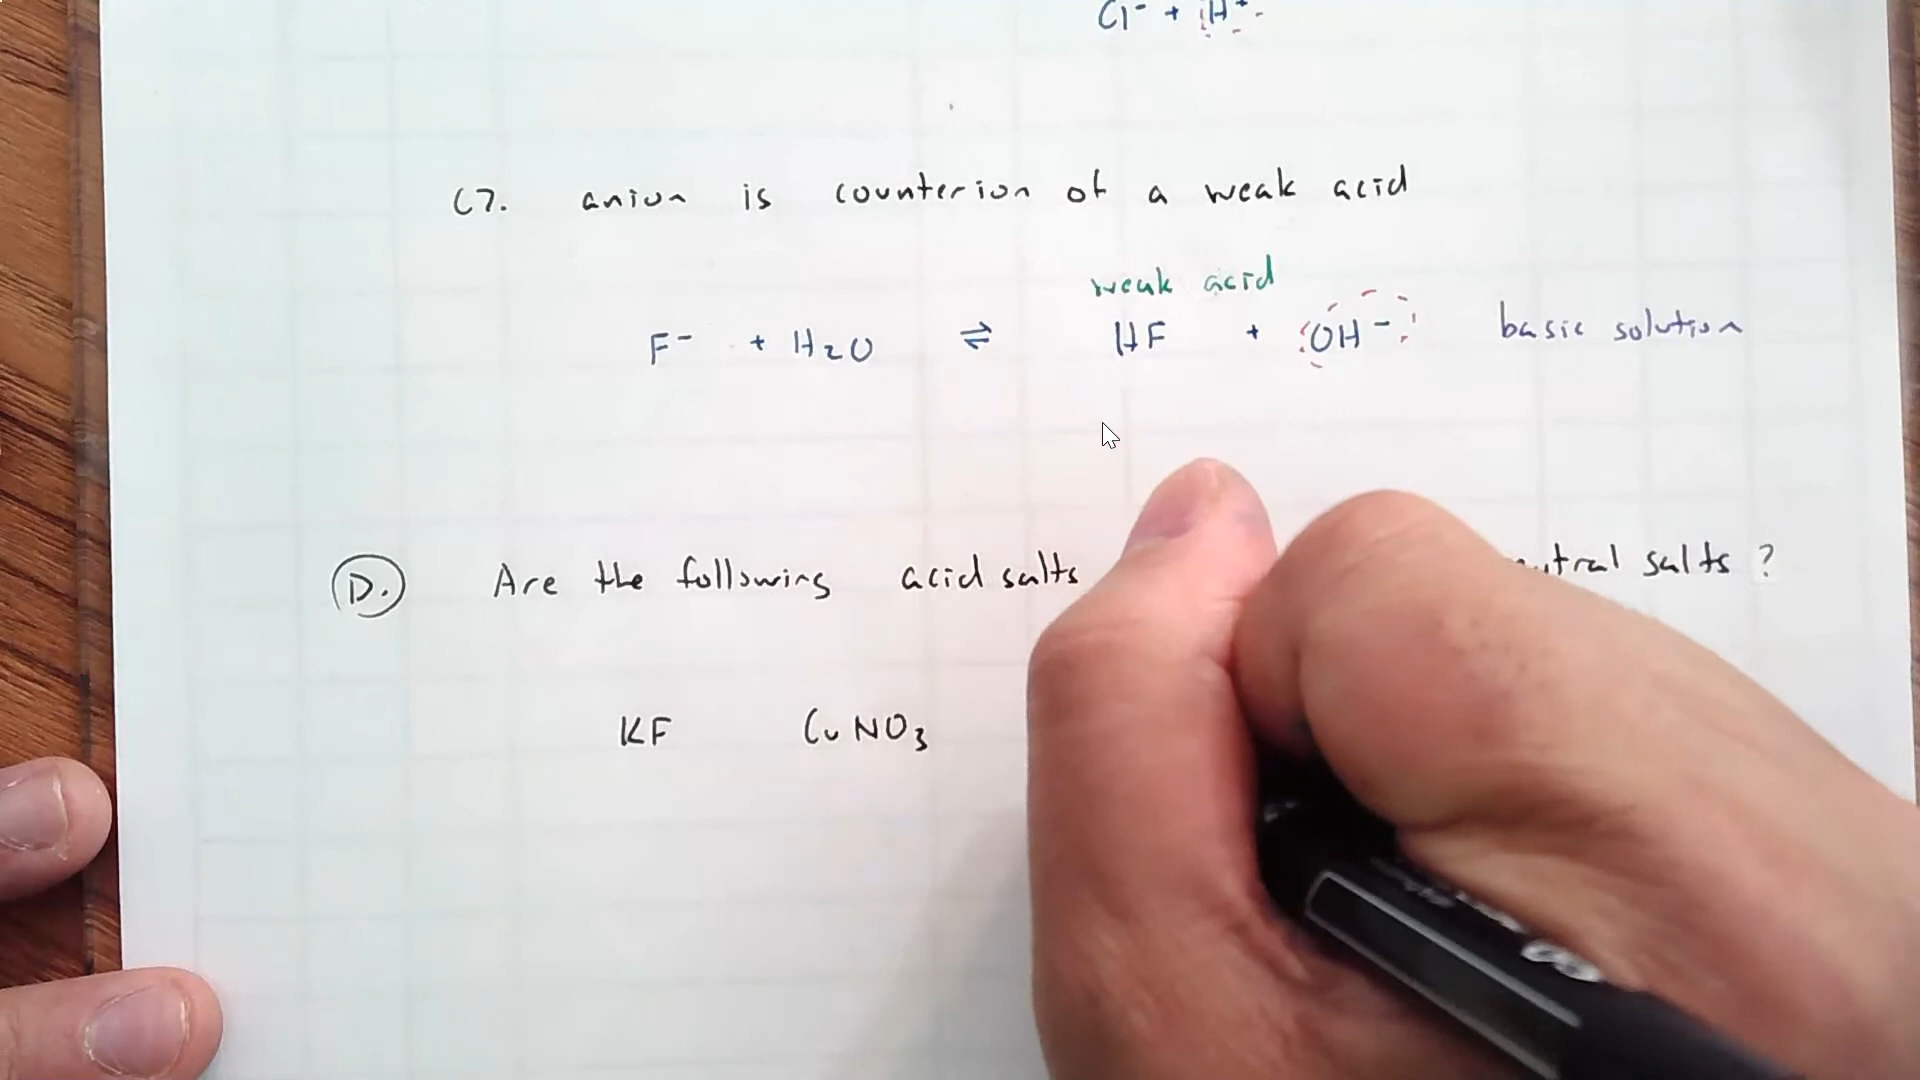 Cl⁻ + H⁺
C7. anion is counterion of a weak acid
weak acid
F⁻ + H₂O ⇌ HF + OH⁻ basic solution
D. Are the following acid salts salts?
KF CuNO₃